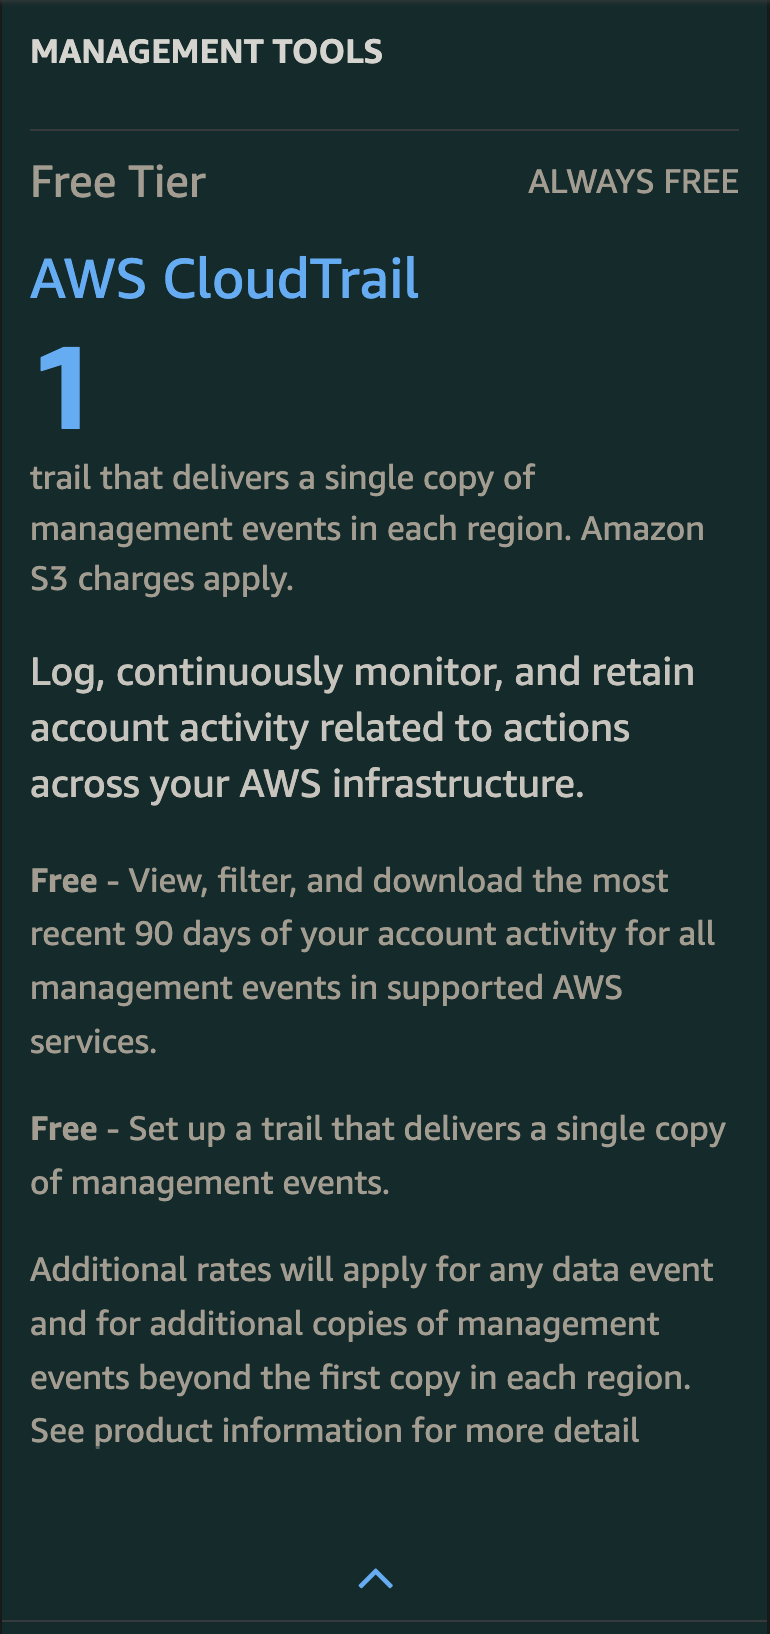 MANAGEMENT TOOLS
Free Tier
ALWAYS FREE
AWS CloudTrail
1
trail that delivers a single copy of
management events in each region. Amazon
S3 charges apply.
Log, continuously monitor, and retain
account activity related to actions
across your AWS infrastructure.
Free - View, filter, and download the most
recent 90 days of your account activity for all
management events in supported AWS
services.
Free - Set up a trail that delivers a single copy
of management events.
Additional rates will apply for any data event
and for additional copies of management
events beyond the first copy in each region.
See product information for more detail